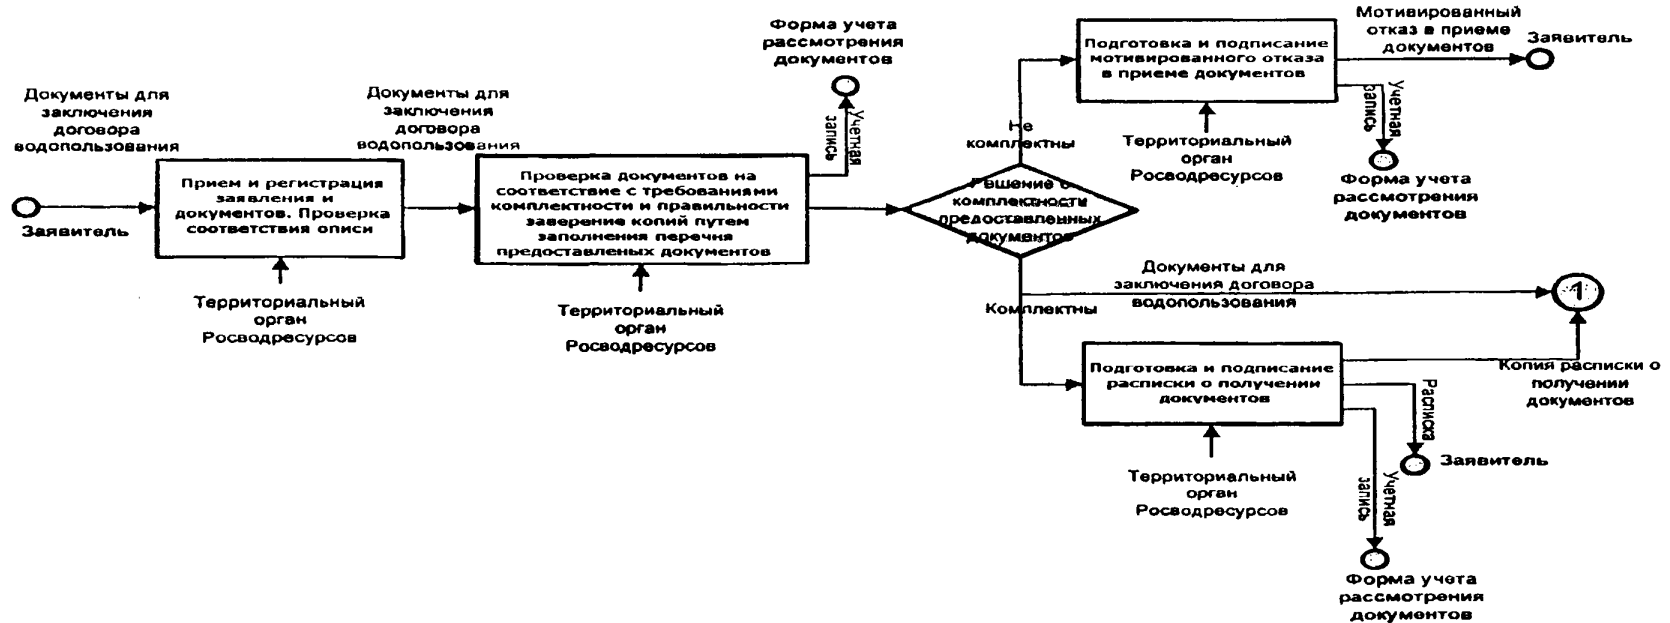 Документы для
заключения
договора
водопользования
Заявитель
Прием и регистрация
заявления и
документов. Проверка
соответствия описи
Территориальный
орган
Росводресурсов
Документы для
заключения
договора
водопользования
Проверка документов на
соответствие с требованиями
комплектности и правильности
заверение копий путем
заполнения перечня
предоставленых документов
Территориальный
орган
Росводресурсов
Форма учета
рассмотрения
документов
Учетная
запись
Решение о
комплектности
предоставленных
документов
Не
комплектны
Подготовка и подписание
мотивированного отказа
в приеме документов
Территориальный
орган
Росводресурсов
Мотивированный
отказ в приеме
документов
Заявитель
Учетная
запись
Форма учета
рассмотрения
документов
Комплектны
Документы для
заключения договора
водопользования
1
Подготовка и подписание
расписки о получении
документов
Территориальный
орган
Росводресурсов
Копия расписки о
получении
документов
Расписка
Заявитель
Учетная
запись
Форма учета
рассмотрения
документов